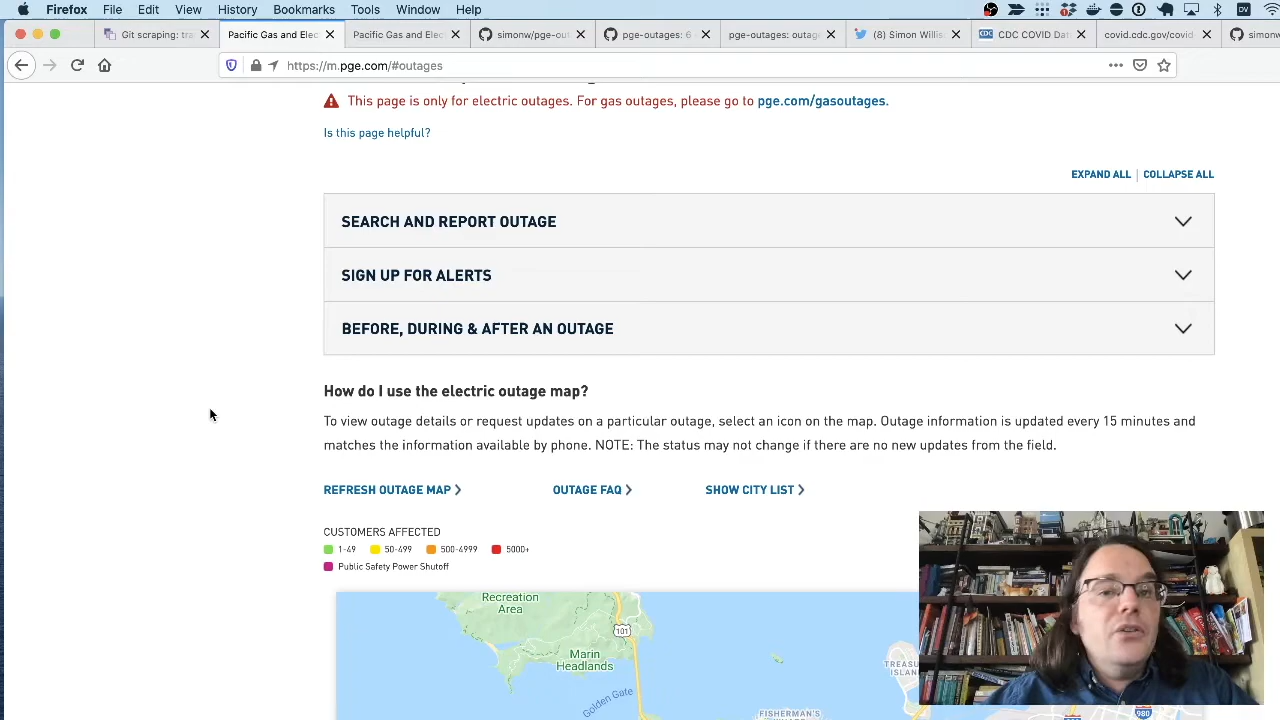 Firefox File Edit View History Bookmarks Tools Window Help
Git scraping: tra
Pacific Gas and Elec
Pacific Gas and Elec
simonw/pge-out
pge-outages: 6
pge-outages: outag
(8) Simon Willis
CDC COVID Dat
covid.cdc.gov/covid
simonw
https://m.pge.com/#outages
This page is only for electric outages. For gas outages, please go to pge.com/gasoutages.
Is this page helpful?
EXPAND ALL | COLLAPSE ALL
SEARCH AND REPORT OUTAGE
SIGN UP FOR ALERTS
BEFORE, DURING & AFTER AN OUTAGE
How do I use the electric outage map?
To view outage details or request updates on a particular outage, select an icon on the map. Outage information is updated every 15 minutes and
matches the information available by phone. NOTE: The status may not change if there are no new updates from the field.
REFRESH OUTAGE MAP
OUTAGE FAQ
SHOW CITY LIST
CUSTOMERS AFFECTED
1-49 50-499 500-4999 5000+
Public Safety Power Shutoff
Recreation
Area
101
Marin
Headlands
Golden Gate
TREASU
ISLAN
FISHERMAN'S
980